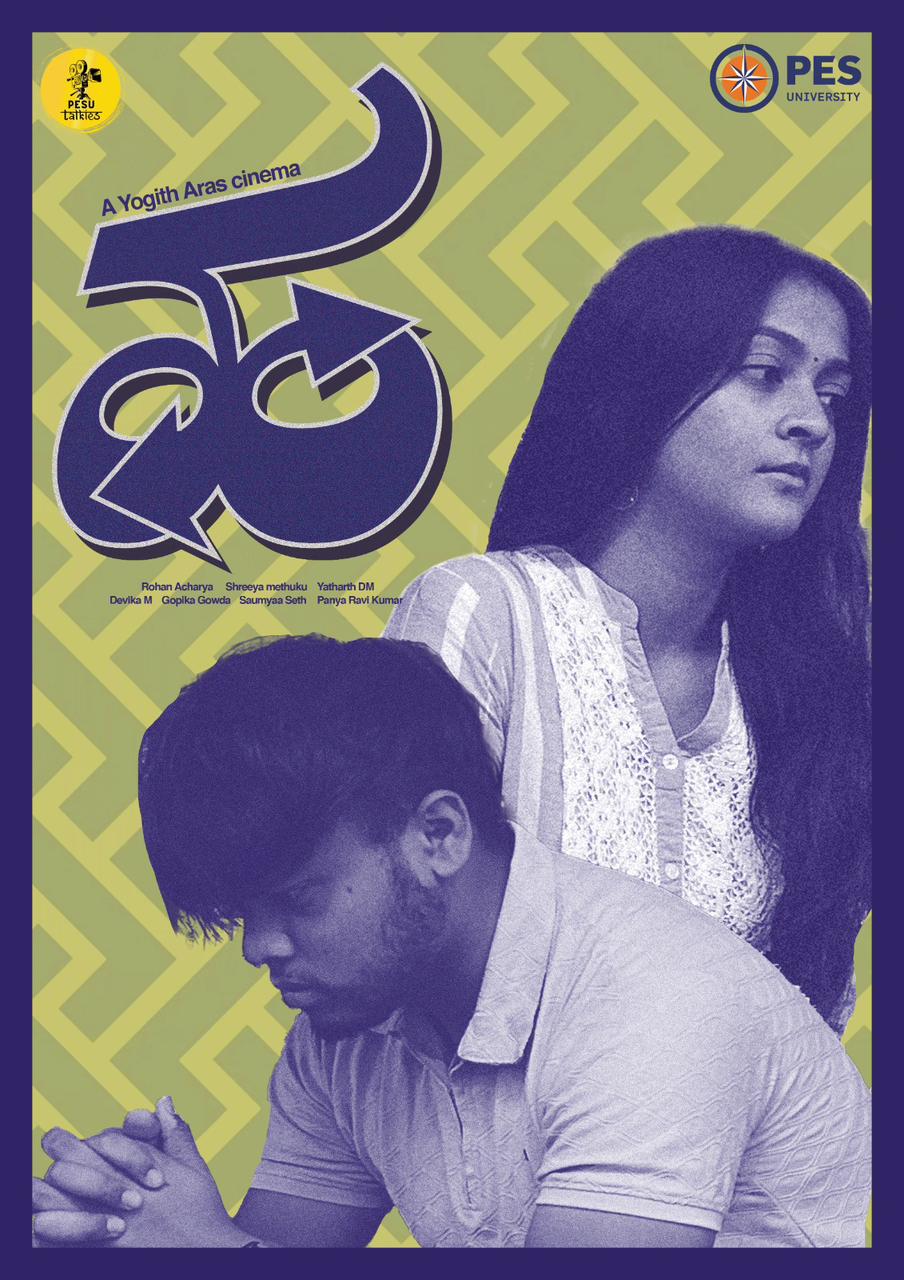 PESU
talkies
PES
UNIVERSITY
A Yogith Aras cinema
Rohan Acharya Shreeya methuku Yatharth DM
Devika M Gopika Gowda Saumyaa Seth Panya Ravi Kumar